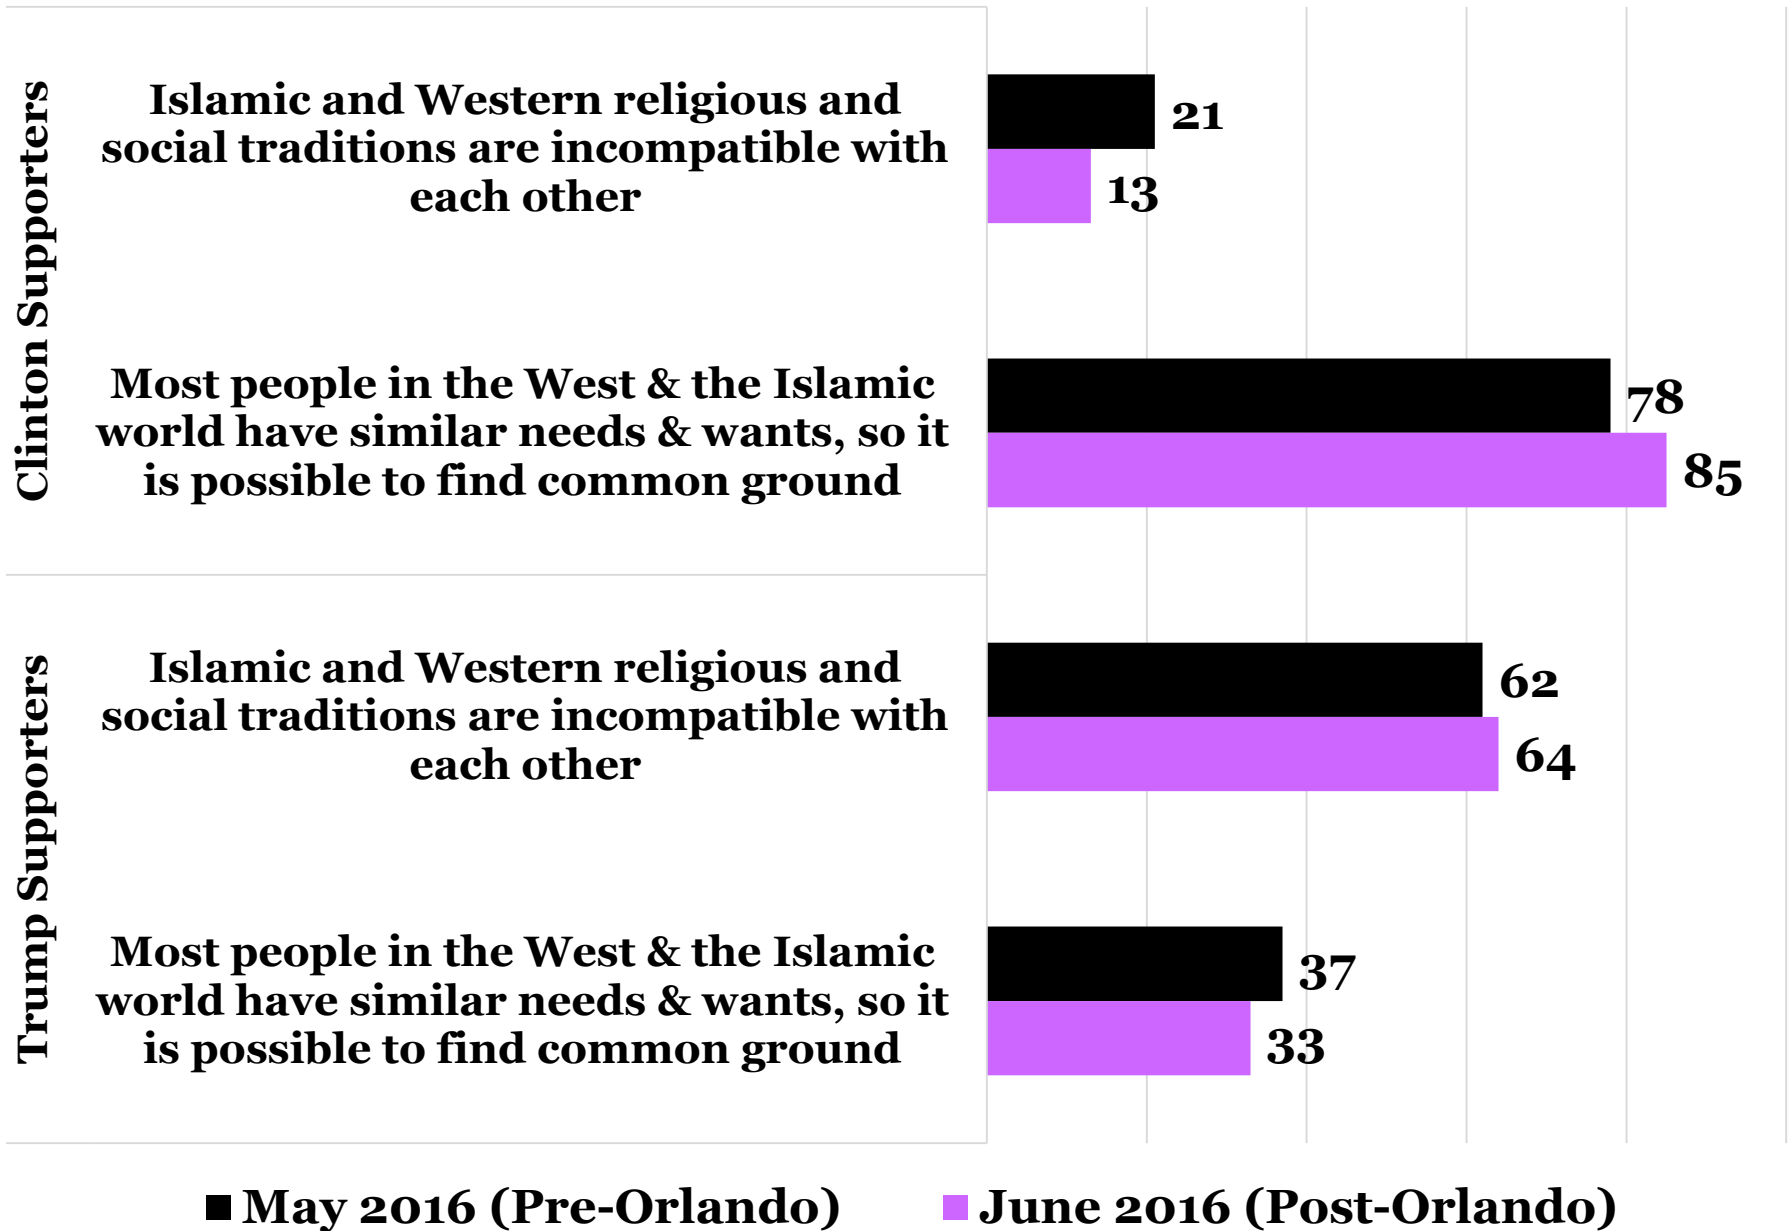 Clinton Supporters
Islamic and Western religious and
social traditions are incompatible with
each other
21
13
Most people in the West & the Islamic
world have similar needs & wants, so it
is possible to find common ground
78
85
Trump Supporters
Islamic and Western religious and
social traditions are incompatible with
each other
62
64
Most people in the West & the Islamic
world have similar needs & wants, so it
is possible to find common ground
37
33
May 2016 (Pre-Orlando)
June 2016 (Post-Orlando)